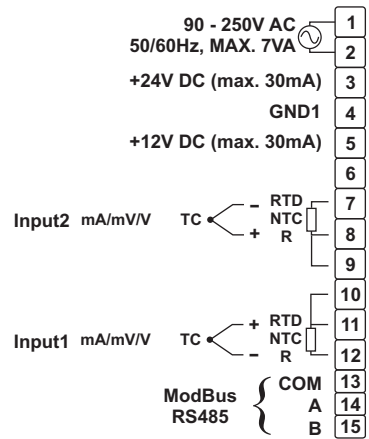 90 - 250V AC 1
50/60Hz, MAX. 7VA 2
+24V DC (max. 30mA) 3
GND1 4
+12V DC (max. 30mA) 5
6
− RTD 7
Input2 mA/mV/V TC NTC
+ R 8
9
10
+ RTD 11
Input1 mA/mV/V TC NTC
− R 12
COM 13
ModBus A 14
RS485 B 15